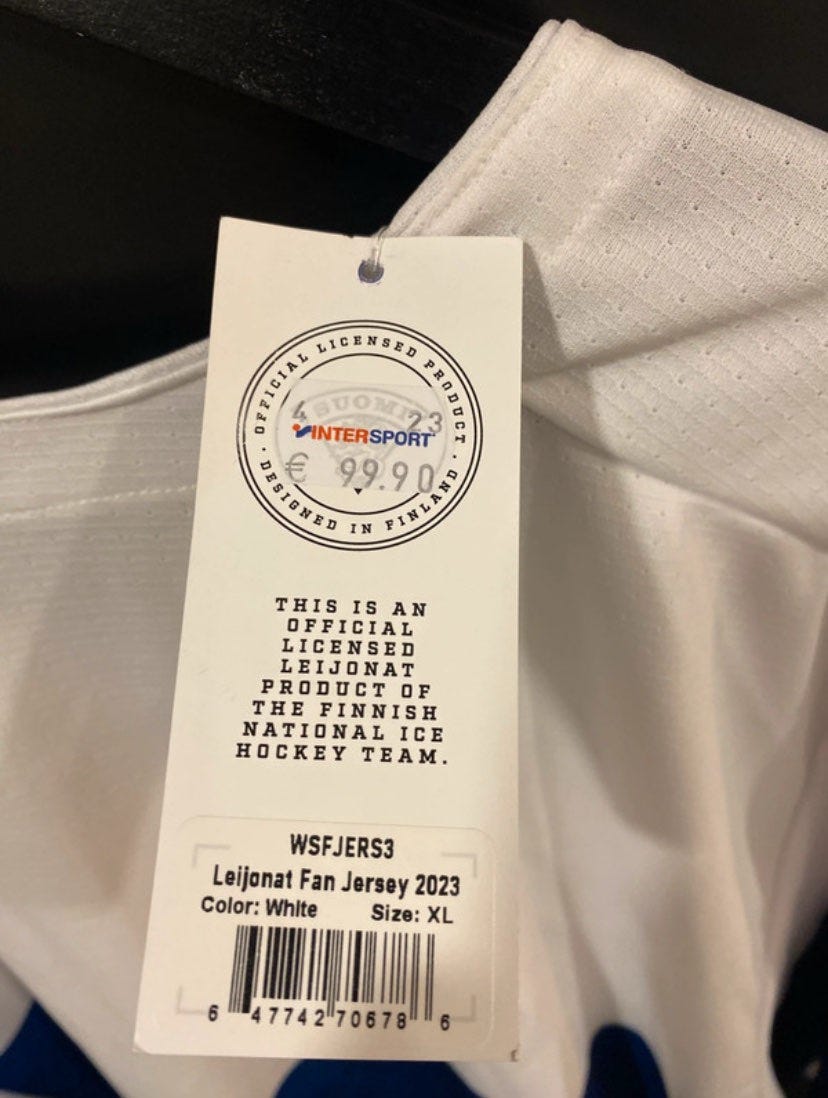 OFFICIAL LICENSED PRODUCT
SUOMI
4 23
INTERSPORT
€ 99.90
· DESIGNED IN FINLAND ·
THIS IS AN
OFFICIAL
LICENSED
LEIJONAT
PRODUCT OF
THE FINNISH
NATIONAL ICE
HOCKEY TEAM.
WSFJERS3
Leijonat Fan Jersey 2023
Color: White Size: XL
6 47742 70678 6